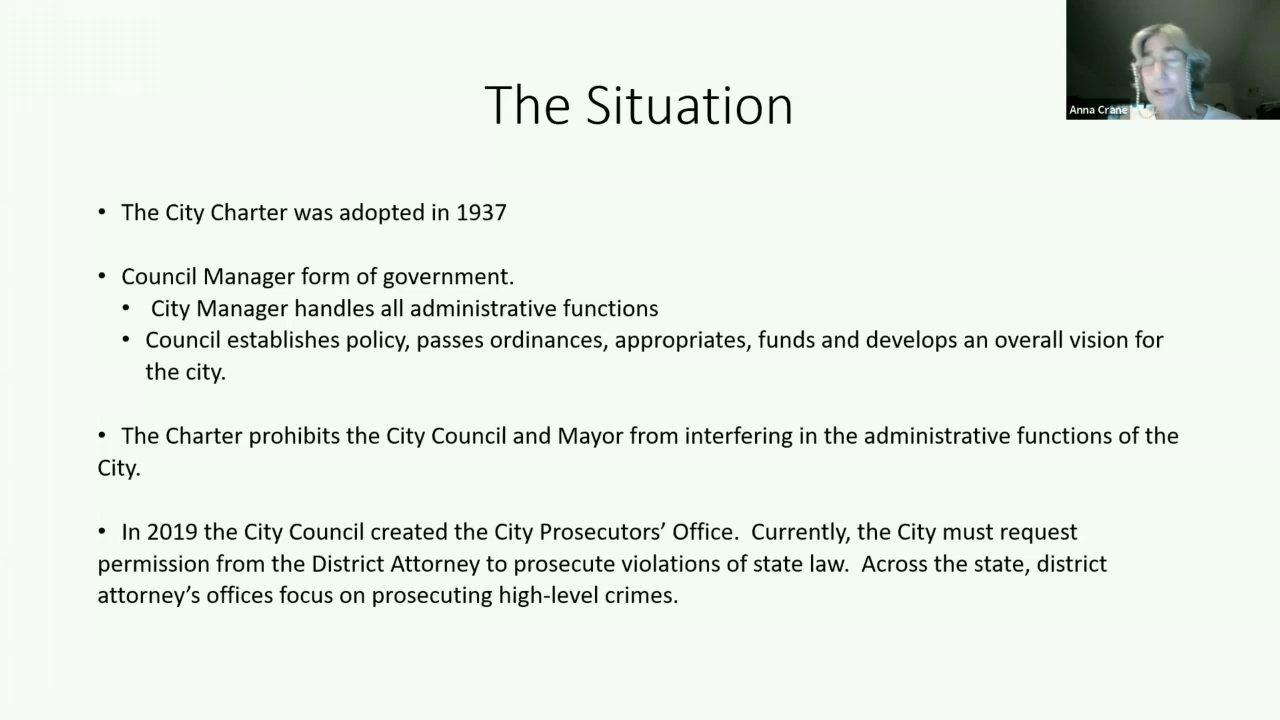 The Situation
Anna Crane
• The City Charter was adopted in 1937
• Council Manager form of government.
• City Manager handles all administrative functions
• Council establishes policy, passes ordinances, appropriates, funds and develops an overall vision for
the city.
• The Charter prohibits the City Council and Mayor from interfering in the administrative functions of the
City.
• In 2019 the City Council created the City Prosecutors’ Office.  Currently, the City must request
permission from the District Attorney to prosecute violations of state law.  Across the state, district
attorney’s offices focus on prosecuting high-level crimes.